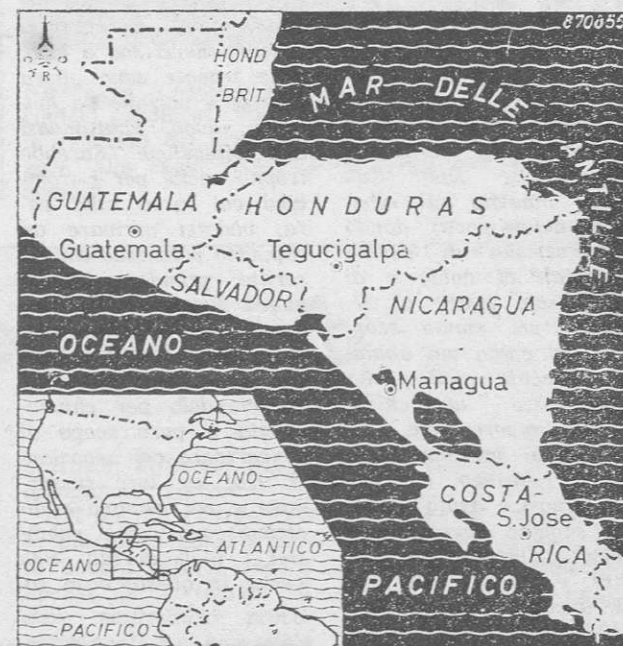 870855
R
HOND
BRIT.
MAR DELLE ANTILLE
GUATEMALA
HONDURAS
Guatemala
Tegucigalpa
SALVADOR
NICARAGUA
OCEANO
Managua
COSTA-
S.Jose
RICA
PACIFICO
OCEANO
ATLANTICO
OCEANO
PACIFICO